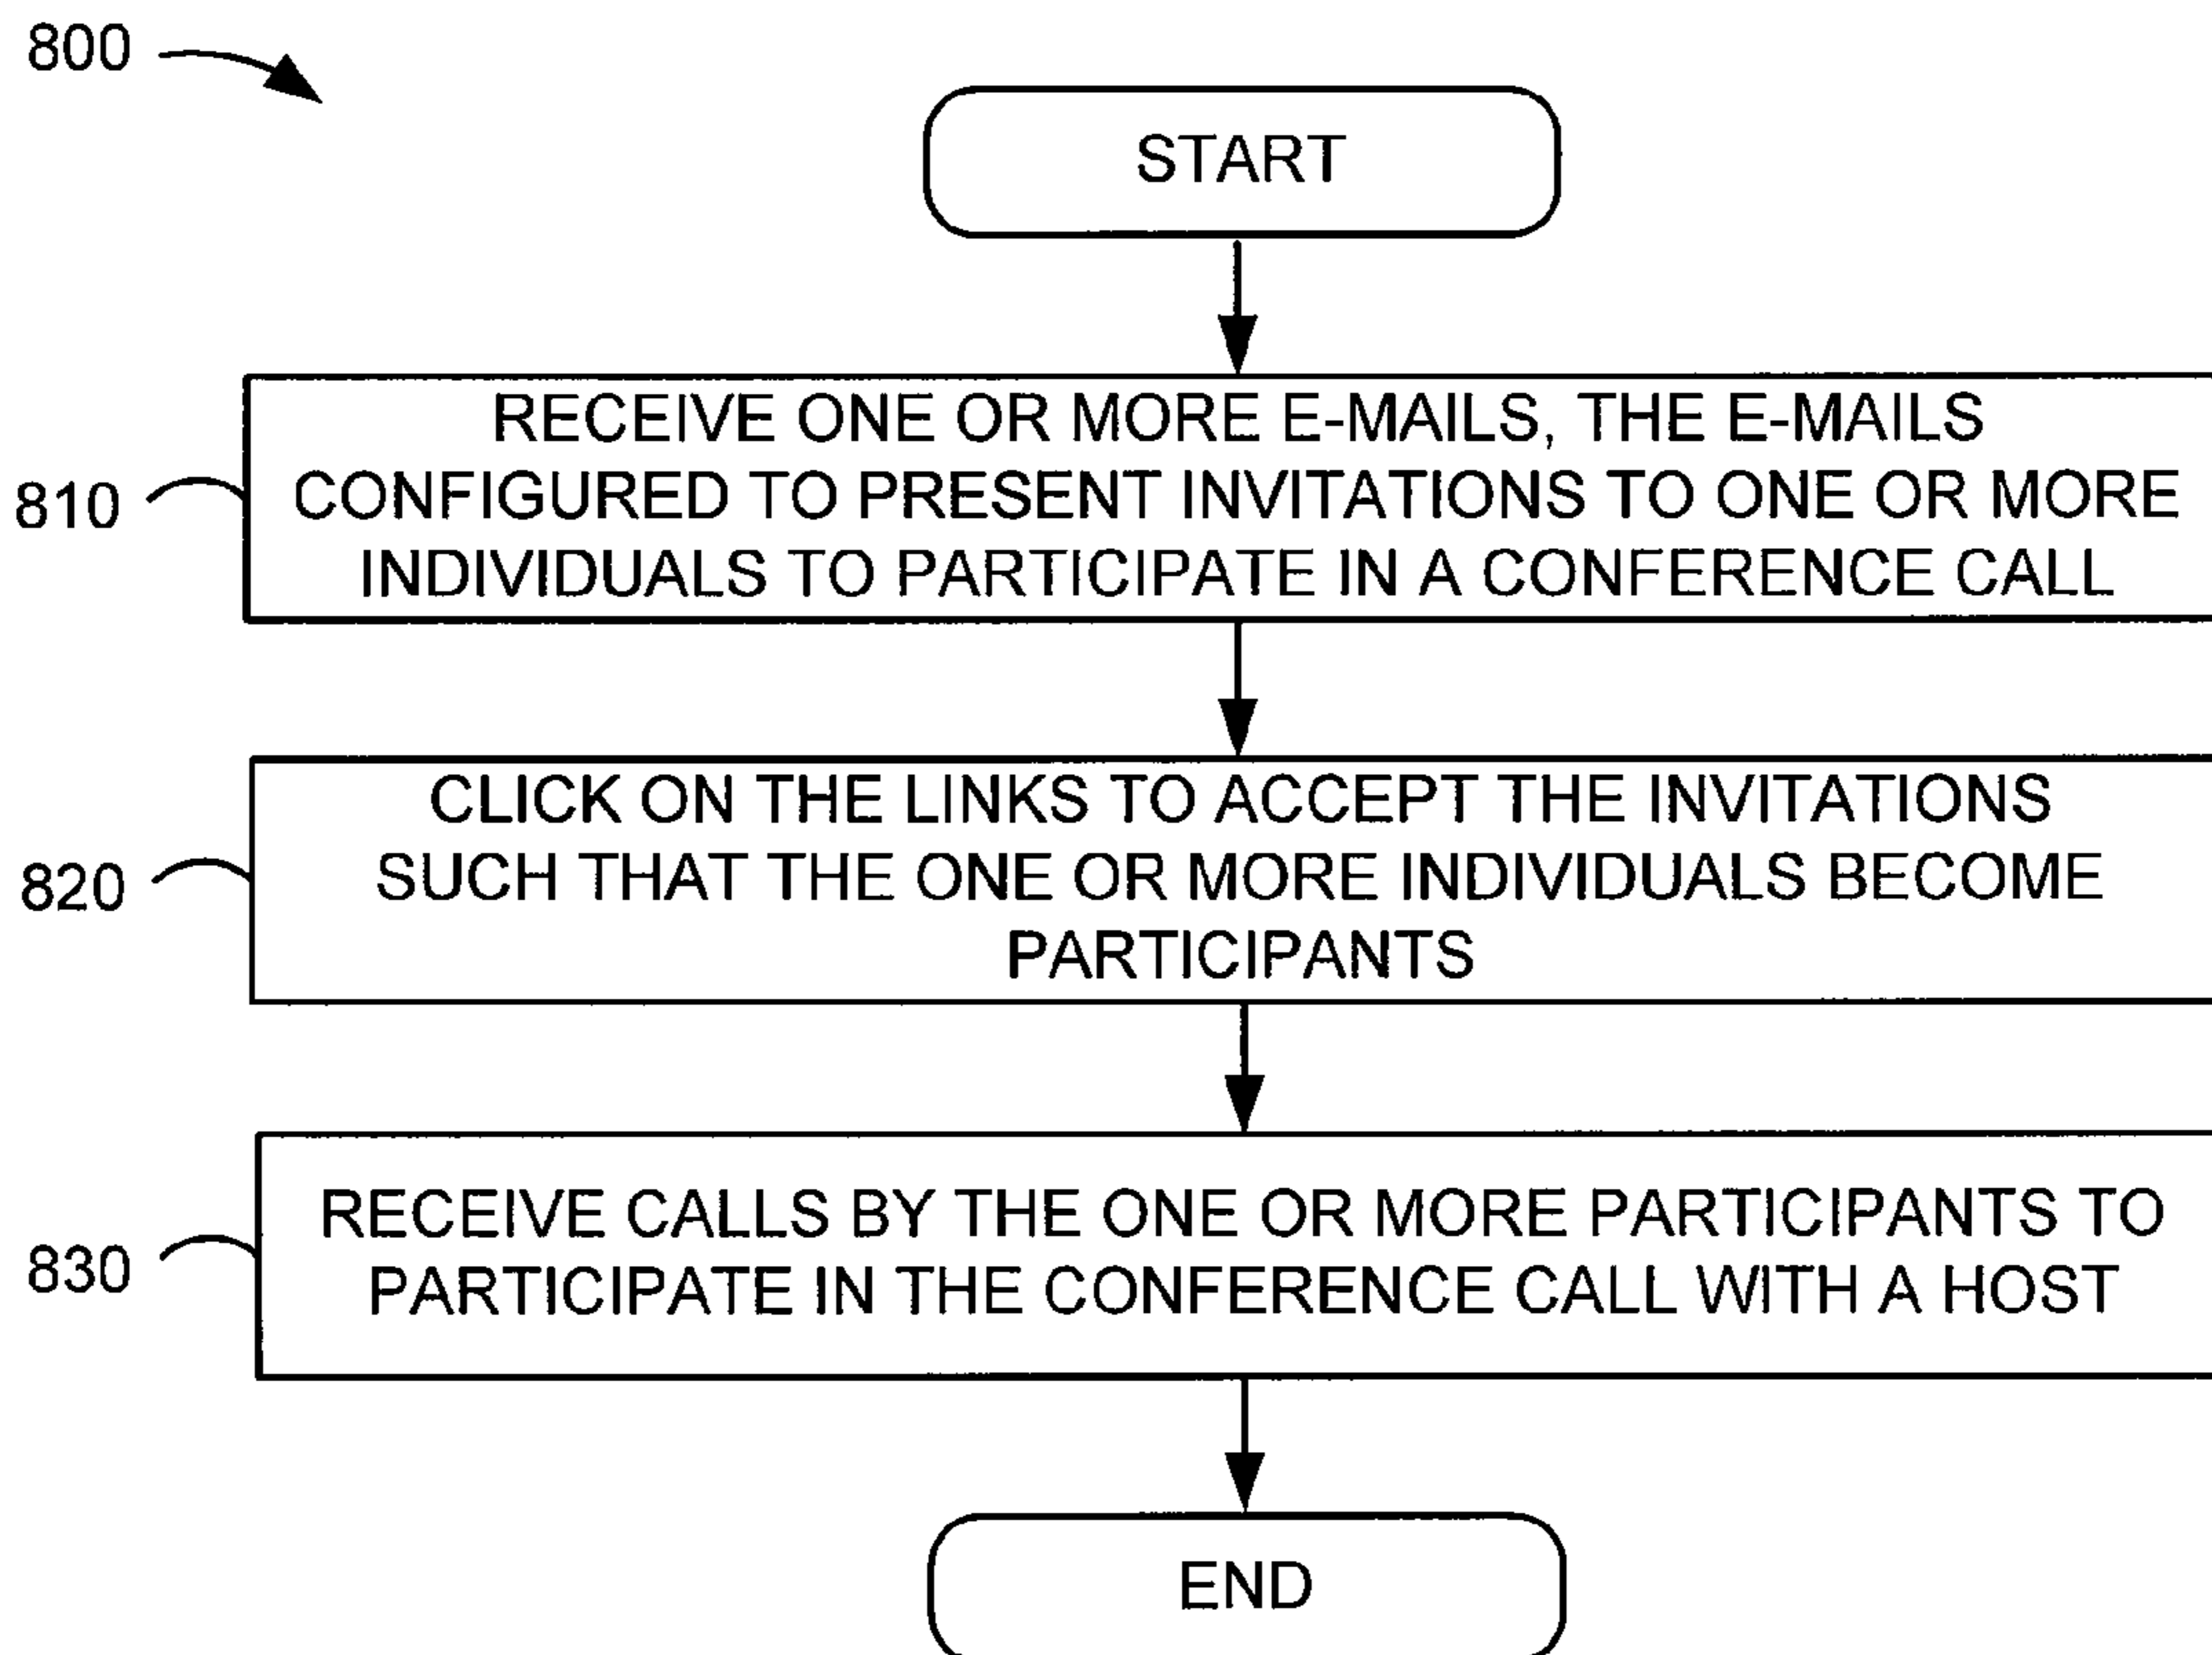 800
START
810
RECEIVE ONE OR MORE E-MAILS, THE E-MAILS
CONFIGURED TO PRESENT INVITATIONS TO ONE OR MORE
INDIVIDUALS TO PARTICIPATE IN A CONFERENCE CALL
820
CLICK ON THE LINKS TO ACCEPT THE INVITATIONS
SUCH THAT THE ONE OR MORE INDIVIDUALS BECOME
PARTICIPANTS
830
RECEIVE CALLS BY THE ONE OR MORE PARTICIPANTS TO
PARTICIPATE IN THE CONFERENCE CALL WITH A HOST
END